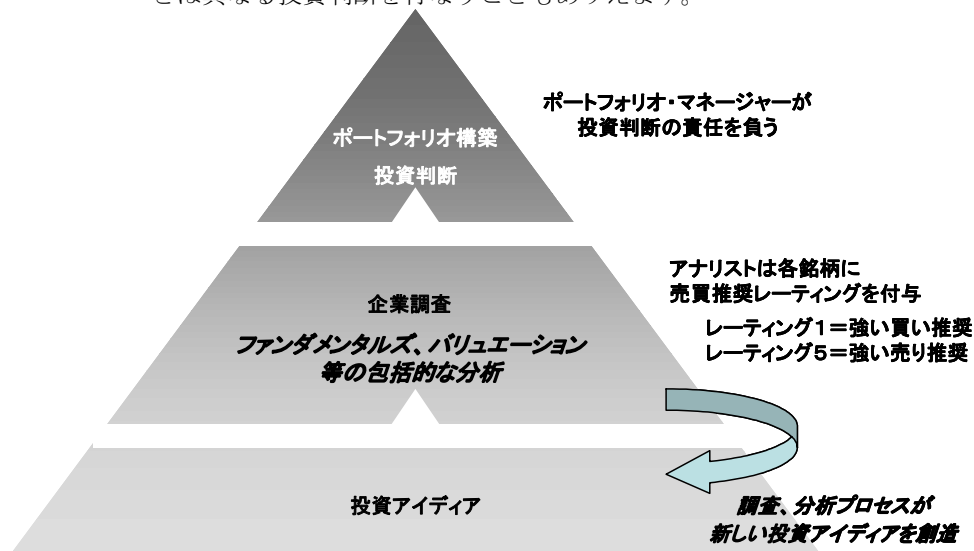 とは異なる投資判断を行なうこともありえます。
ポートフォリオ・マネージャーが
投資判断の責任を負う
ポートフォリオ構築
投資判断
アナリストは各銘柄に
売買推奨レーティングを付与
レーティング1＝強い買い推奨
レーティング5＝強い売り推奨
企業調査
ファンダメンタルズ、バリュエーション
等の包括的な分析
投資アイディア
調査、分析プロセスが
新しい投資アイディアを創造